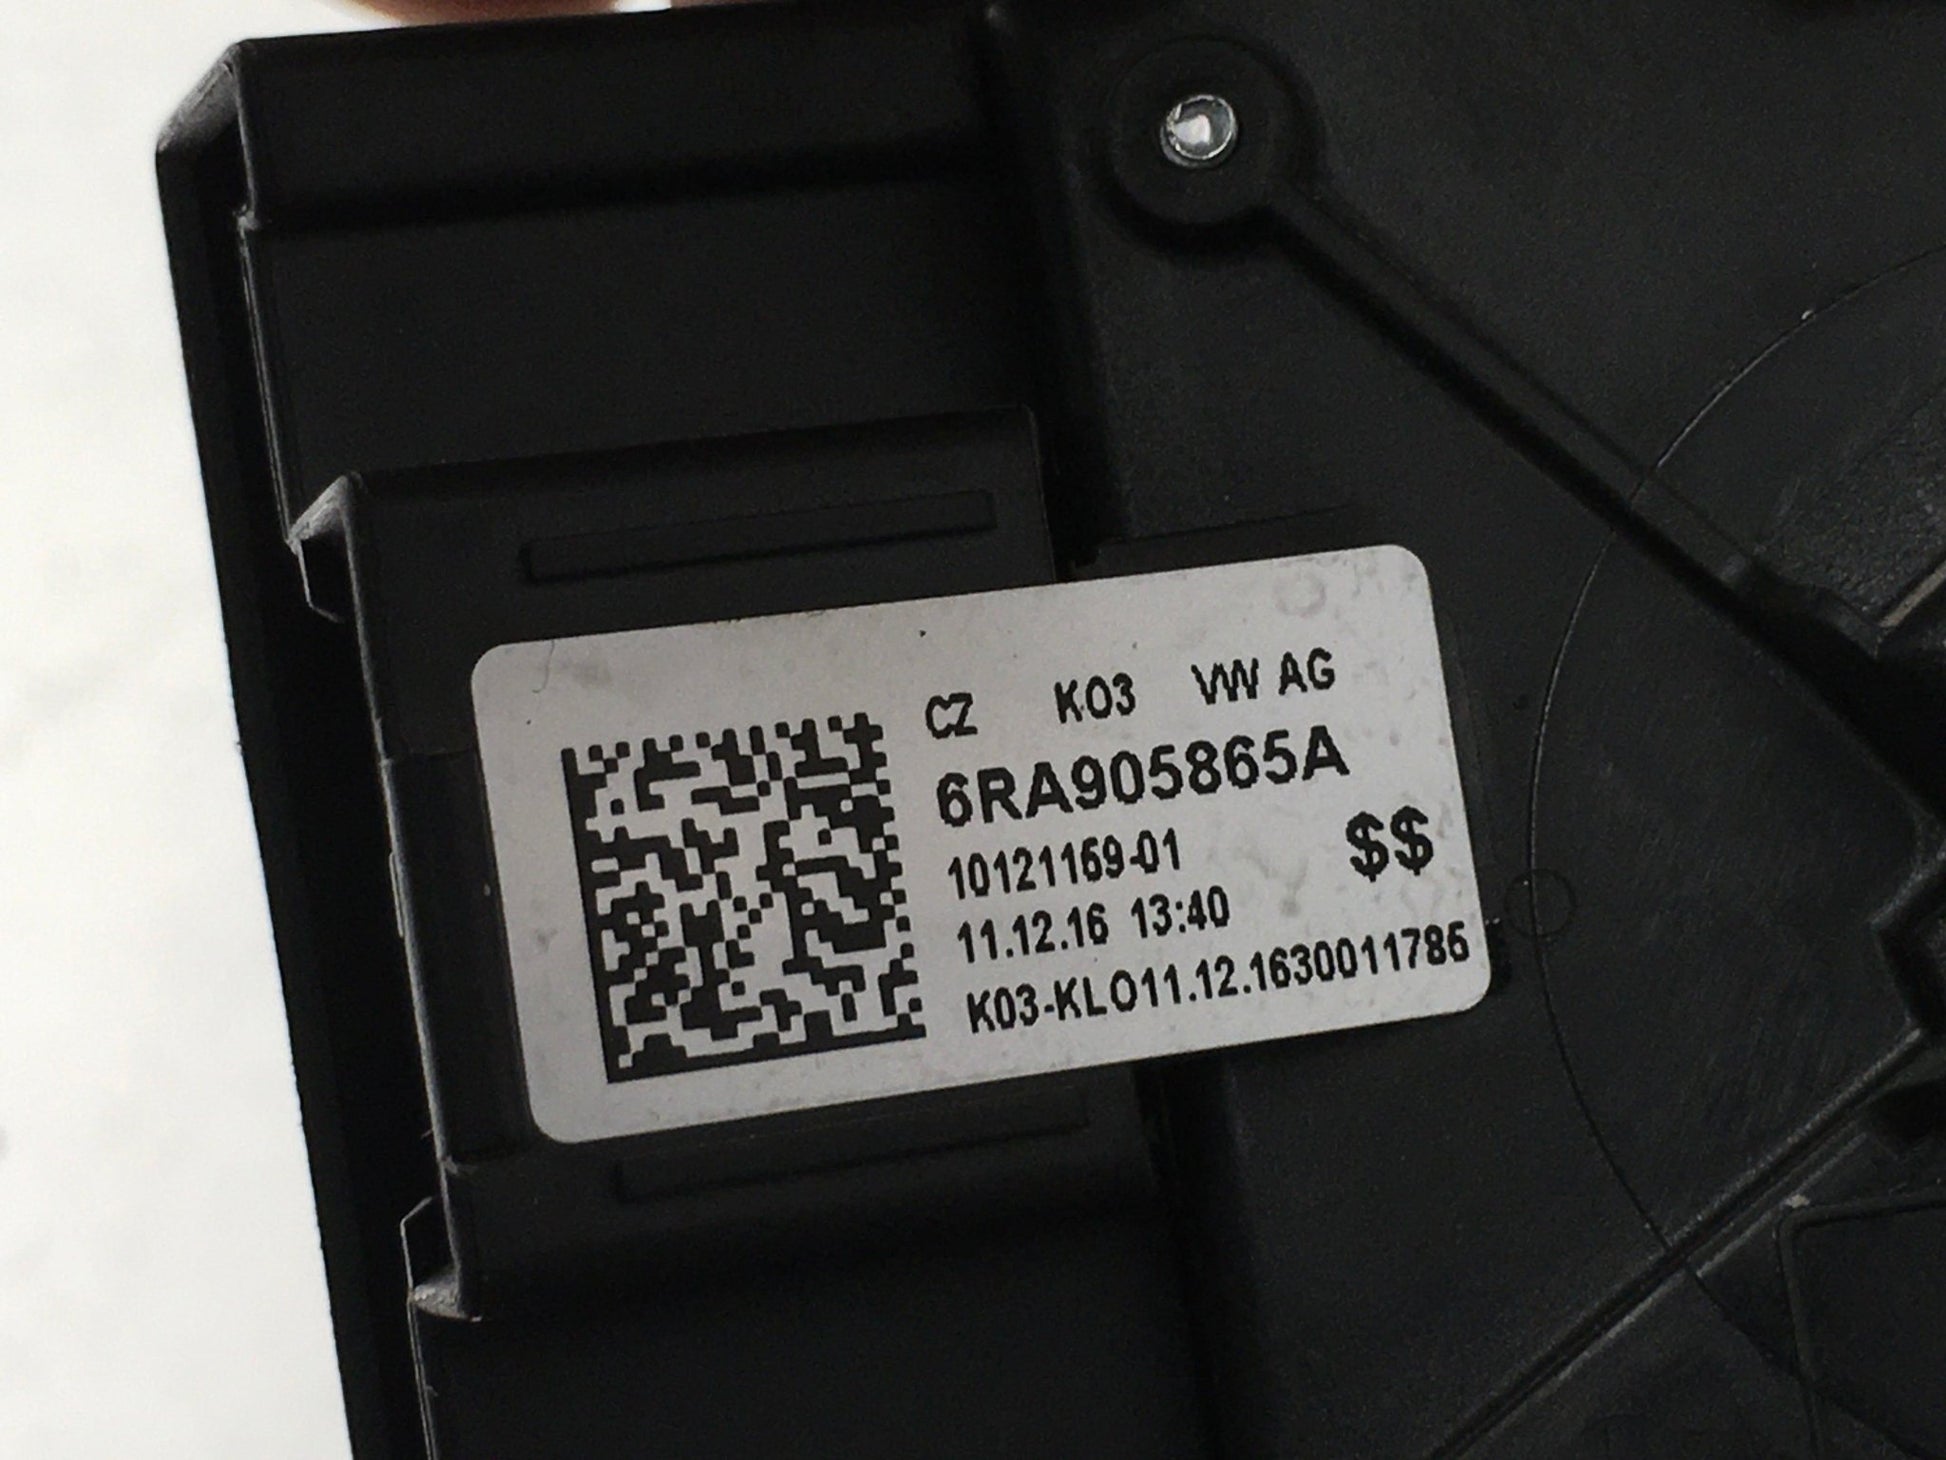 CZ K03 VW AG
6RA905865A
10121169-01 $$
11.12.16 13:40
K03-KLO11.12.1630011786